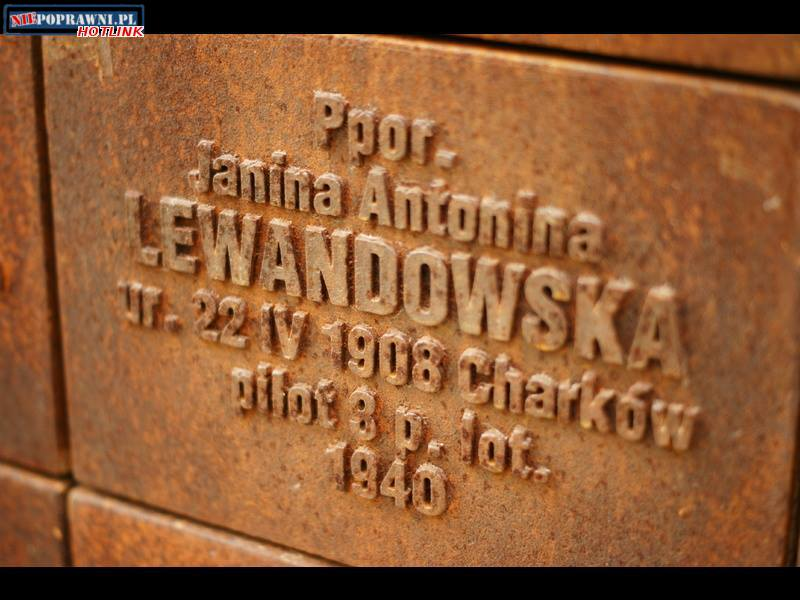 NIEPOPRAWNI.PL
HOTLINK
Ppor.
Janina Antonina
LEWANDOWSKA
ur. 22 IV 1908 Charków
pilot 3 p. lot.
1940